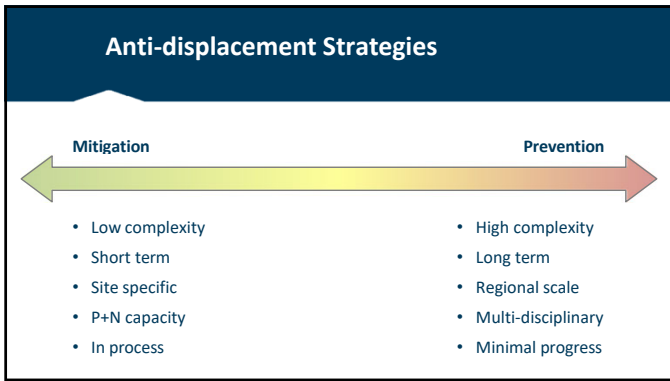 Anti-displacement Strategies
Mitigation
Prevention
• Low complexity
• Short term
• Site specific
• P+N capacity
• In process
• High complexity
• Long term
• Regional scale
• Multi-disciplinary
• Minimal progress